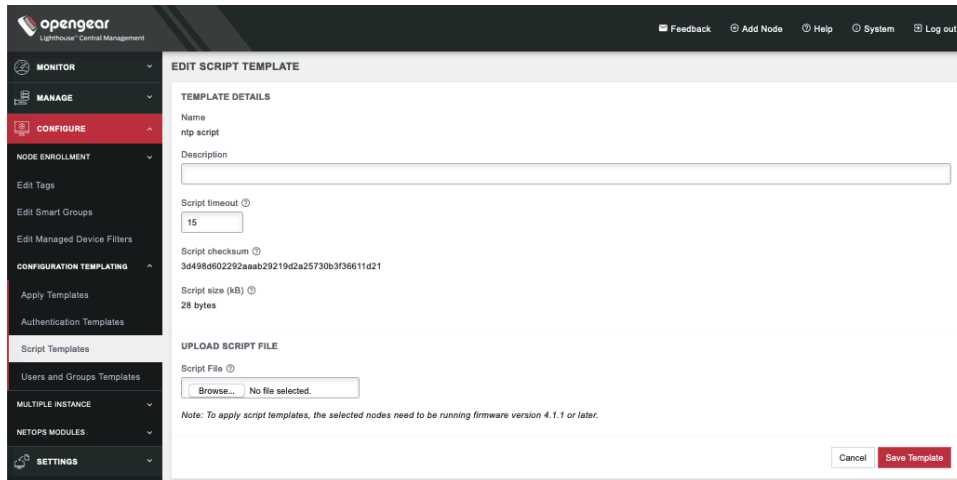 opengear
Lighthouse™ Central Management
Feedback
Add Node
Help
System
Log out
MONITOR
MANAGE
CONFIGURE
NODE ENROLLMENT
Edit Tags
Edit Smart Groups
Edit Managed Device Filters
CONFIGURATION TEMPLATING
Apply Templates
Authentication Templates
Script Templates
Users and Groups Templates
MULTIPLE INSTANCE
NETOPS MODULES
SETTINGS
EDIT SCRIPT TEMPLATE
TEMPLATE DETAILS
Name
ntp script
Description
Script timeout
15
Script checksum
3d498d602292aaab29219d2a25730b3f36611d21
Script size (kB)
28 bytes
UPLOAD SCRIPT FILE
Script File
Browse... No file selected.
Note: To apply script templates, the selected nodes need to be running firmware version 4.1.1 or later.
Cancel
Save Template